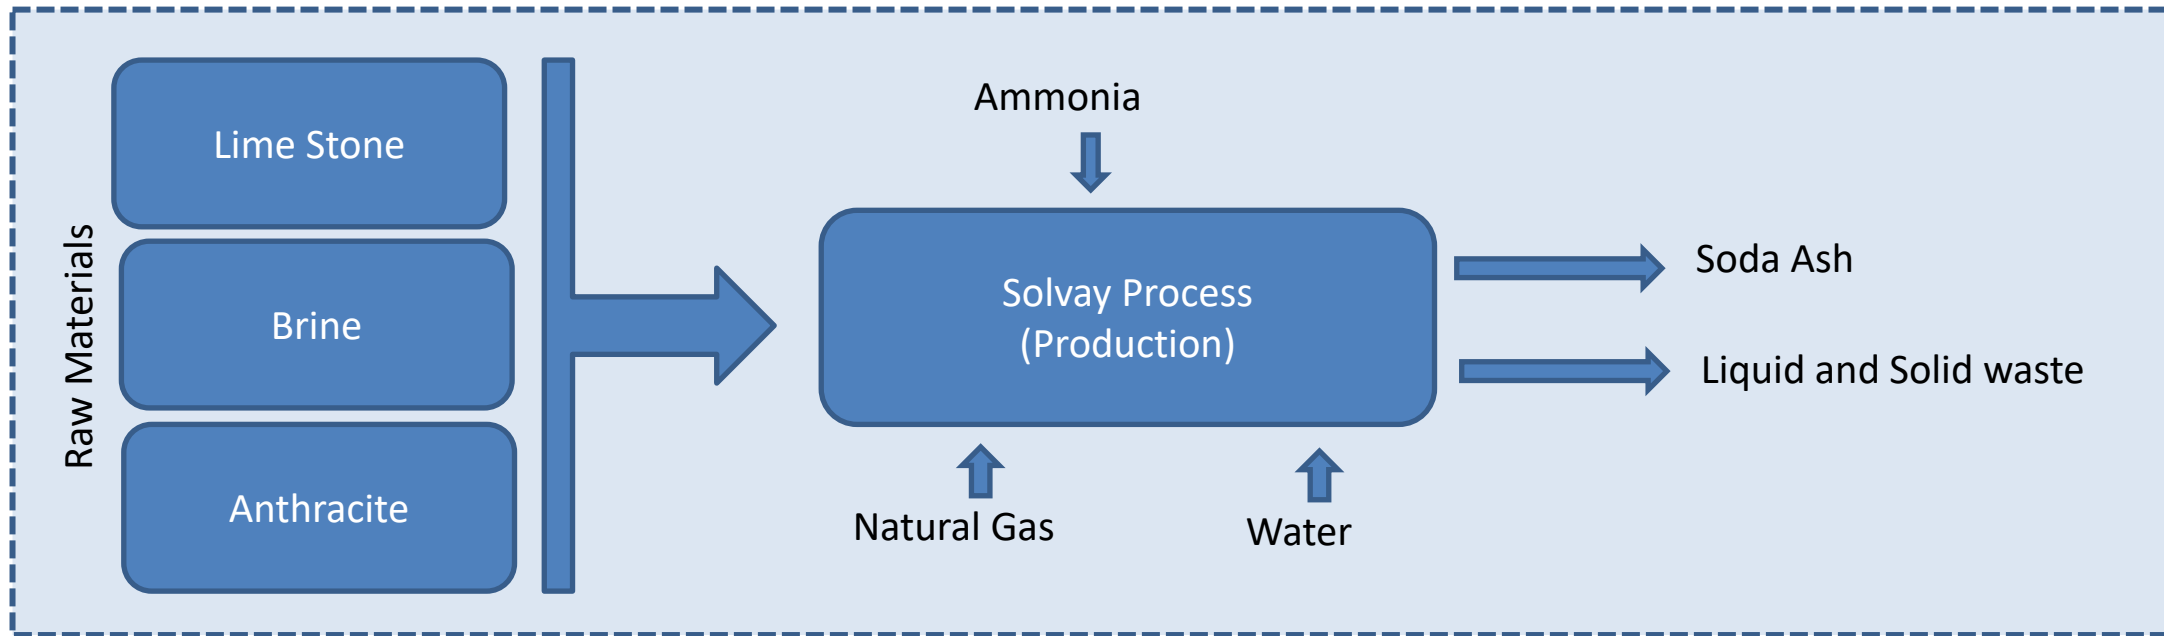 Raw Materials
Lime Stone
Brine
Anthracite
Ammonia
Solvay Process
(Production)
Natural Gas
Water
Soda Ash
Liquid and Solid waste